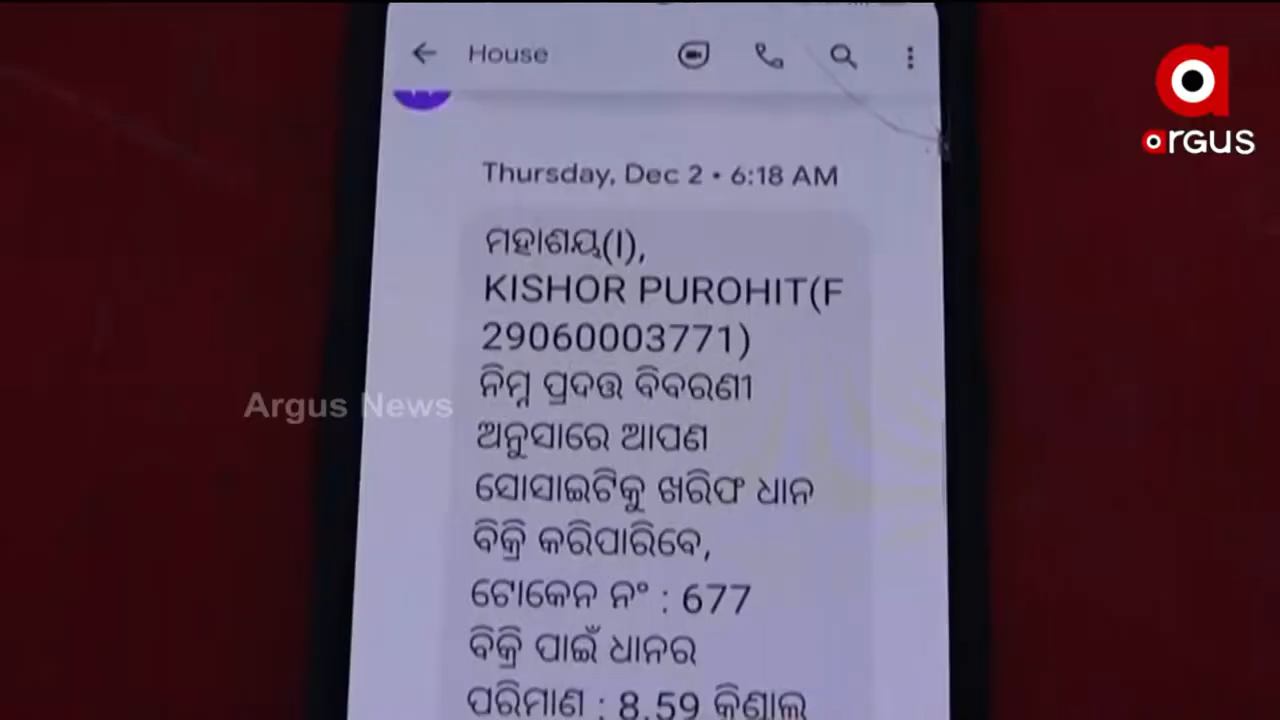 House
argus
Thursday, Dec 2 • 6:18 AM
ମହାଶୟ(ା),
KISHOR PUROHIT(F
29060003771)
ନିମ୍ନ ପ୍ରଦତ୍ତ ବିବରଣୀ
Argus News
ଅନୁସାରେ ଆପଣ
ସୋସାଇଟିକୁ ଖରିଫ ଧାନ
ବିକ୍ରି କରିପାରିବେ,
ଟୋକେନ ନଂ : 677
ବିକ୍ରି ପାଇଁ ଧାନର
ପରିମାଣ : 8.59 କିଣ୍ଟାଲ